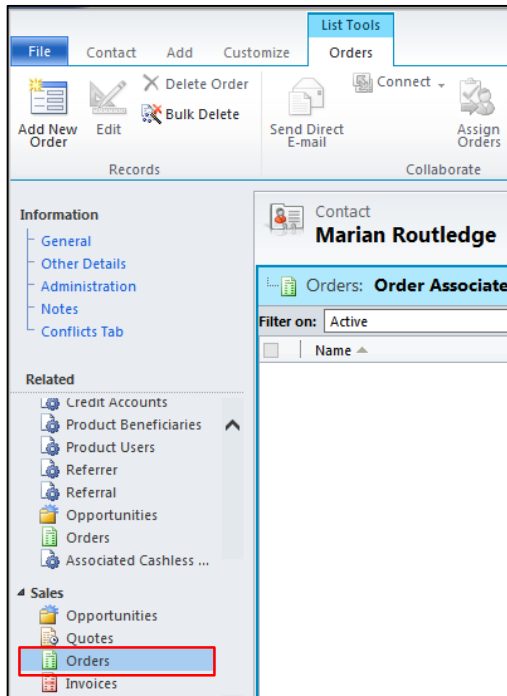 List Tools
File Contact Add Customize Orders
Add New Order
Edit
Delete Order
Bulk Delete
Records
Send Direct E-mail
Connect
Assign Orders
Collaborate
Information
General
Other Details
Administration
Notes
Conflicts Tab
Related
Credit Accounts
Product Beneficiaries
Product Users
Referrer
Referral
Opportunities
Orders
Associated Cashless ...
Sales
Opportunities
Quotes
Orders
Invoices
Contact
Marian Routledge
Orders: Order Associate
Filter on: Active
Name